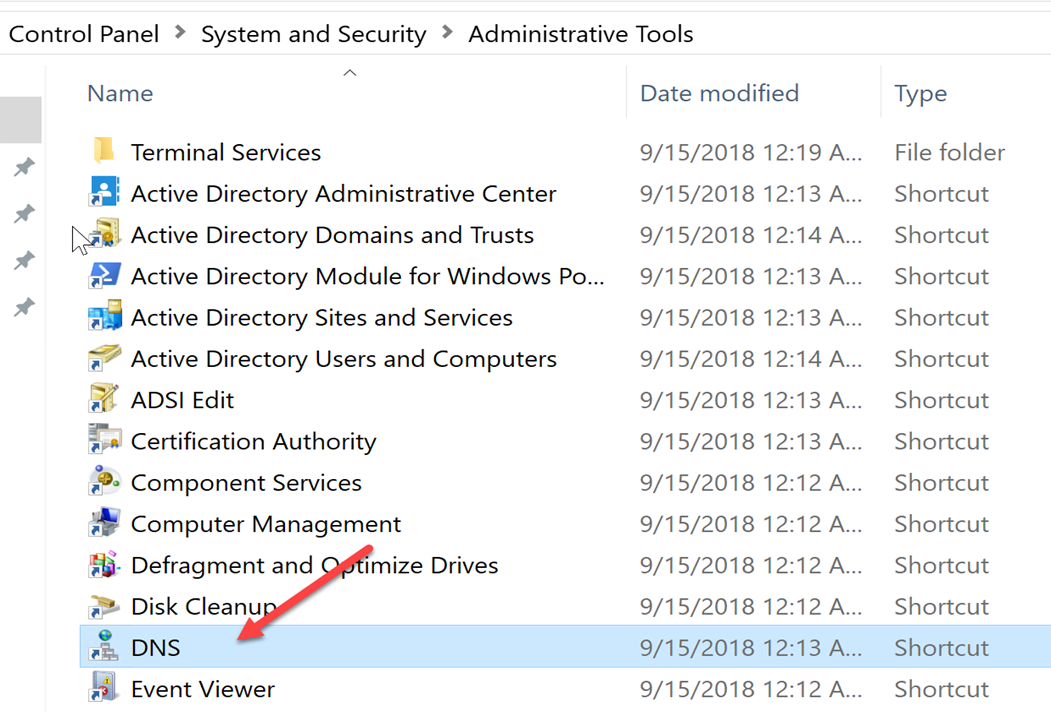 Control Panel > System and Security > Administrative Tools
Name Date modified Type
Terminal Services 9/15/2018 12:19 A... File folder
Active Directory Administrative Center 9/15/2018 12:13 A... Shortcut
Active Directory Domains and Trusts 9/15/2018 12:14 A... Shortcut
Active Directory Module for Windows Po... 9/15/2018 12:13 A... Shortcut
Active Directory Sites and Services 9/15/2018 12:13 A... Shortcut
Active Directory Users and Computers 9/15/2018 12:14 A... Shortcut
ADSI Edit 9/15/2018 12:13 A... Shortcut
Certification Authority 9/15/2018 12:13 A... Shortcut
Component Services 9/15/2018 12:12 A... Shortcut
Computer Management 9/15/2018 12:12 A... Shortcut
Defragment and Optimize Drives 9/15/2018 12:12 A... Shortcut
Disk Cleanup 9/15/2018 12:12 A... Shortcut
DNS 9/15/2018 12:13 A... Shortcut
Event Viewer 9/15/2018 12:12 A... Shortcut